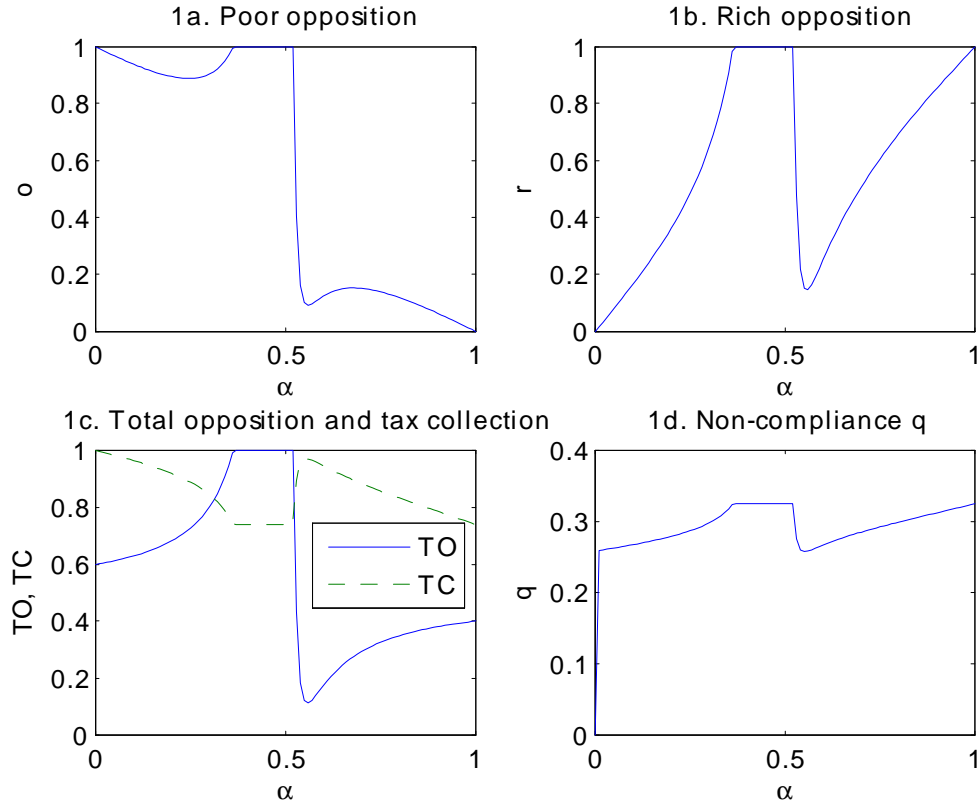 1a. Poor opposition
1
0.8
0.6
0.4
0.2
0
o
0
0.5
1
α
1b. Rich opposition
1
0.8
0.6
0.4
0.2
0
r
0
0.5
1
α
1c. Total opposition and tax collection
1
0.8
0.6
0.4
0.2
0
TO, TC
TO
TC
0
0.5
1
α
1d. Non-compliance q
0.4
0.3
0.2
0.1
0
q
0
0.5
1
α